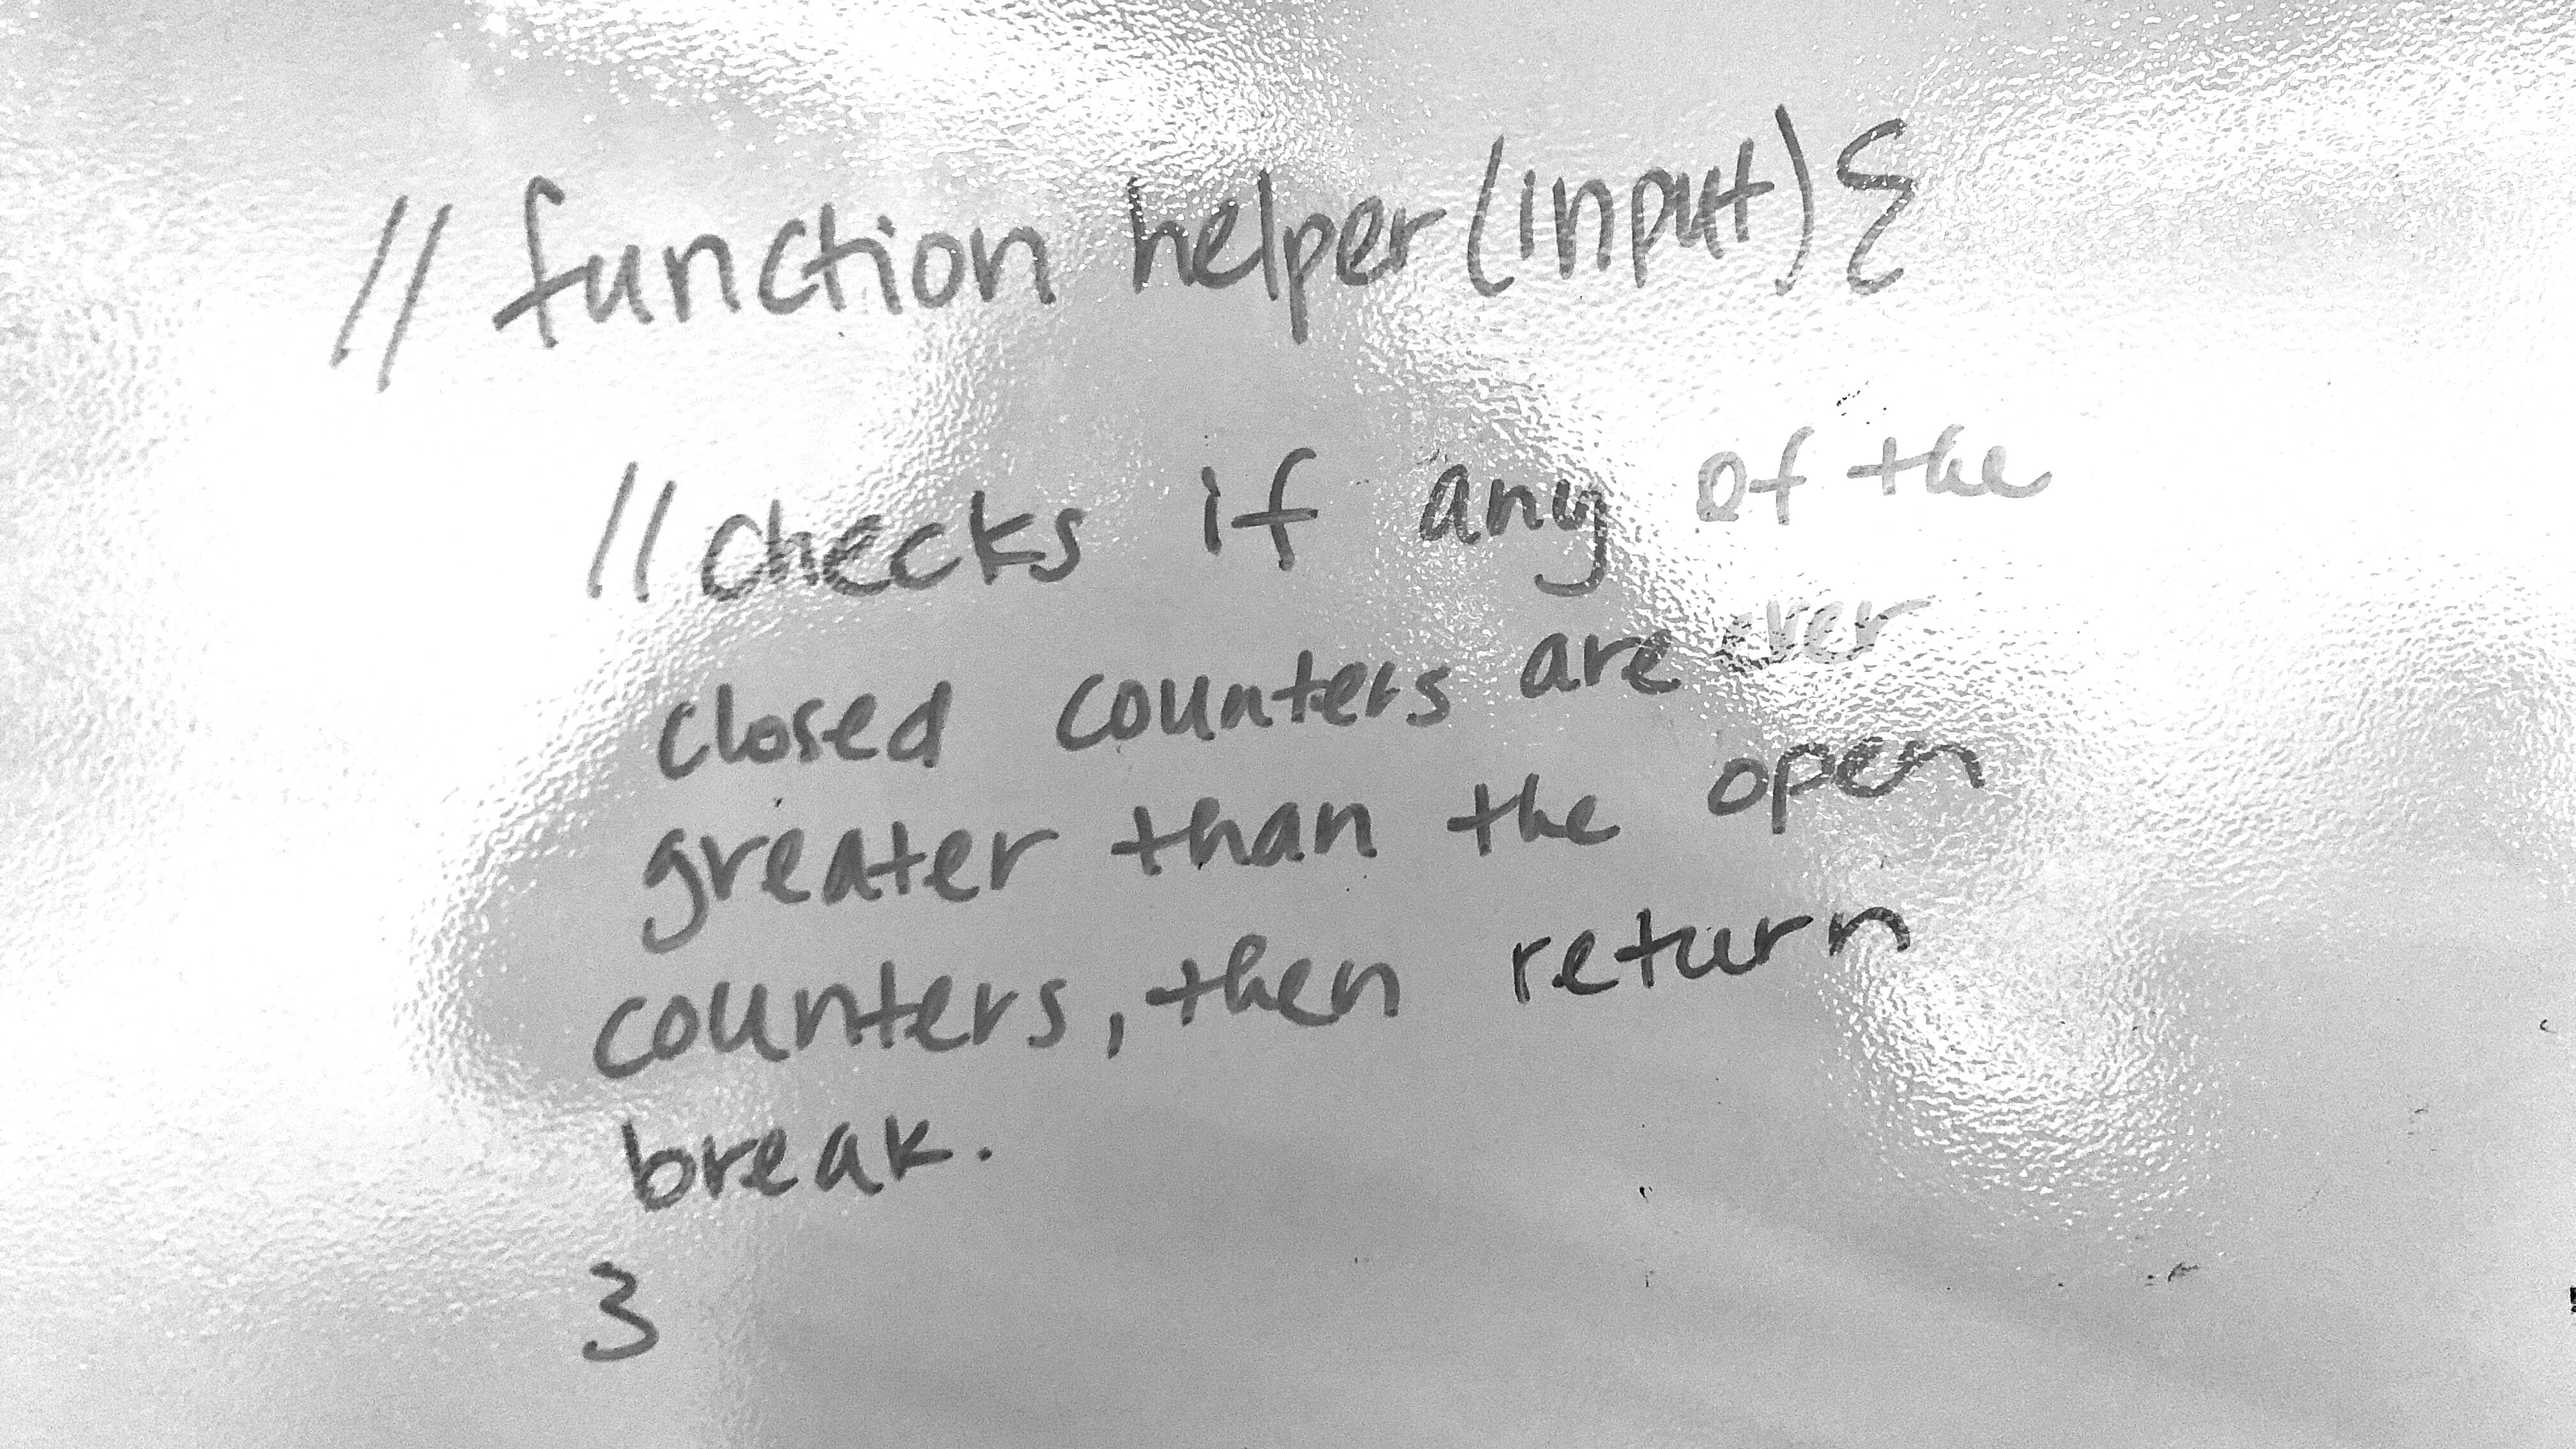 // function helper(input){
// checks if any of the
closed counters are ever
greater than the open
counters, then return
break.
}